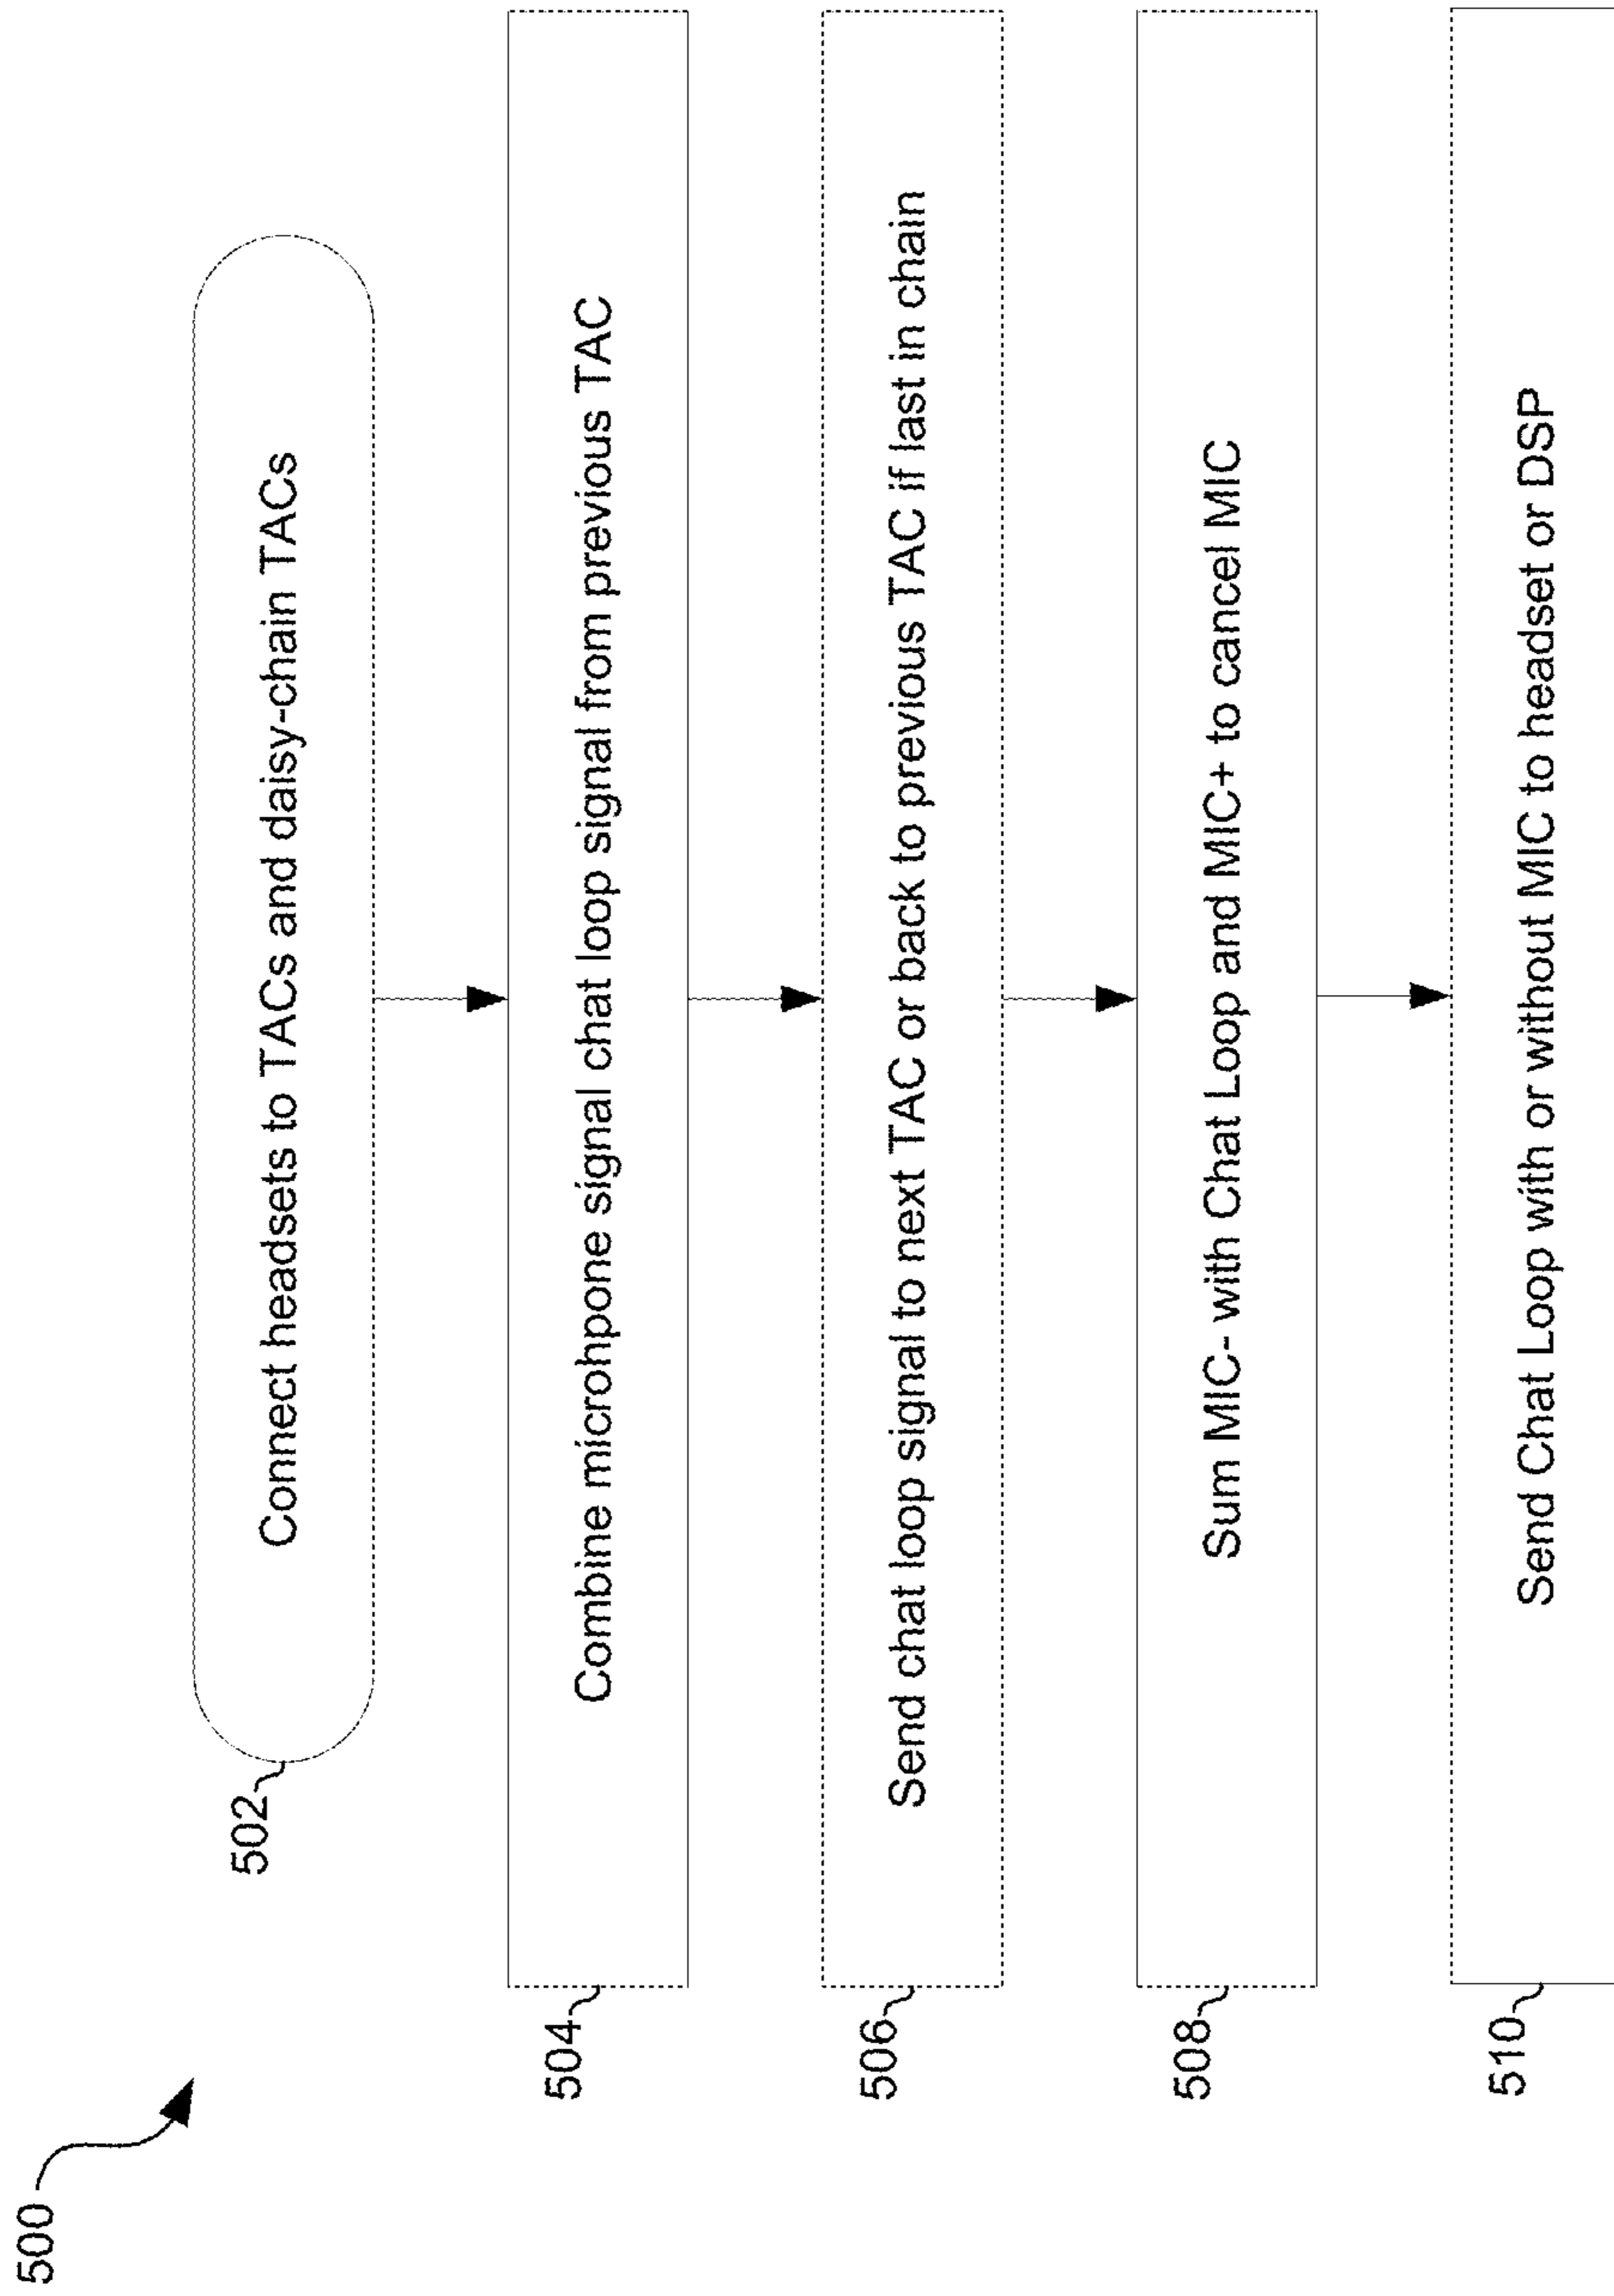 500
502
Connect headsets to TACs and daisy-chain TACs
504
Combine microhpone signal chat loop signal from previous TAC
506
Send chat loop signal to next TAC or back to previous TAC if last in chain
508
Sum MIC- with Chat Loop and MIC+ to cancel MIC
510
Send Chat Loop with or without MIC to headset or DSP